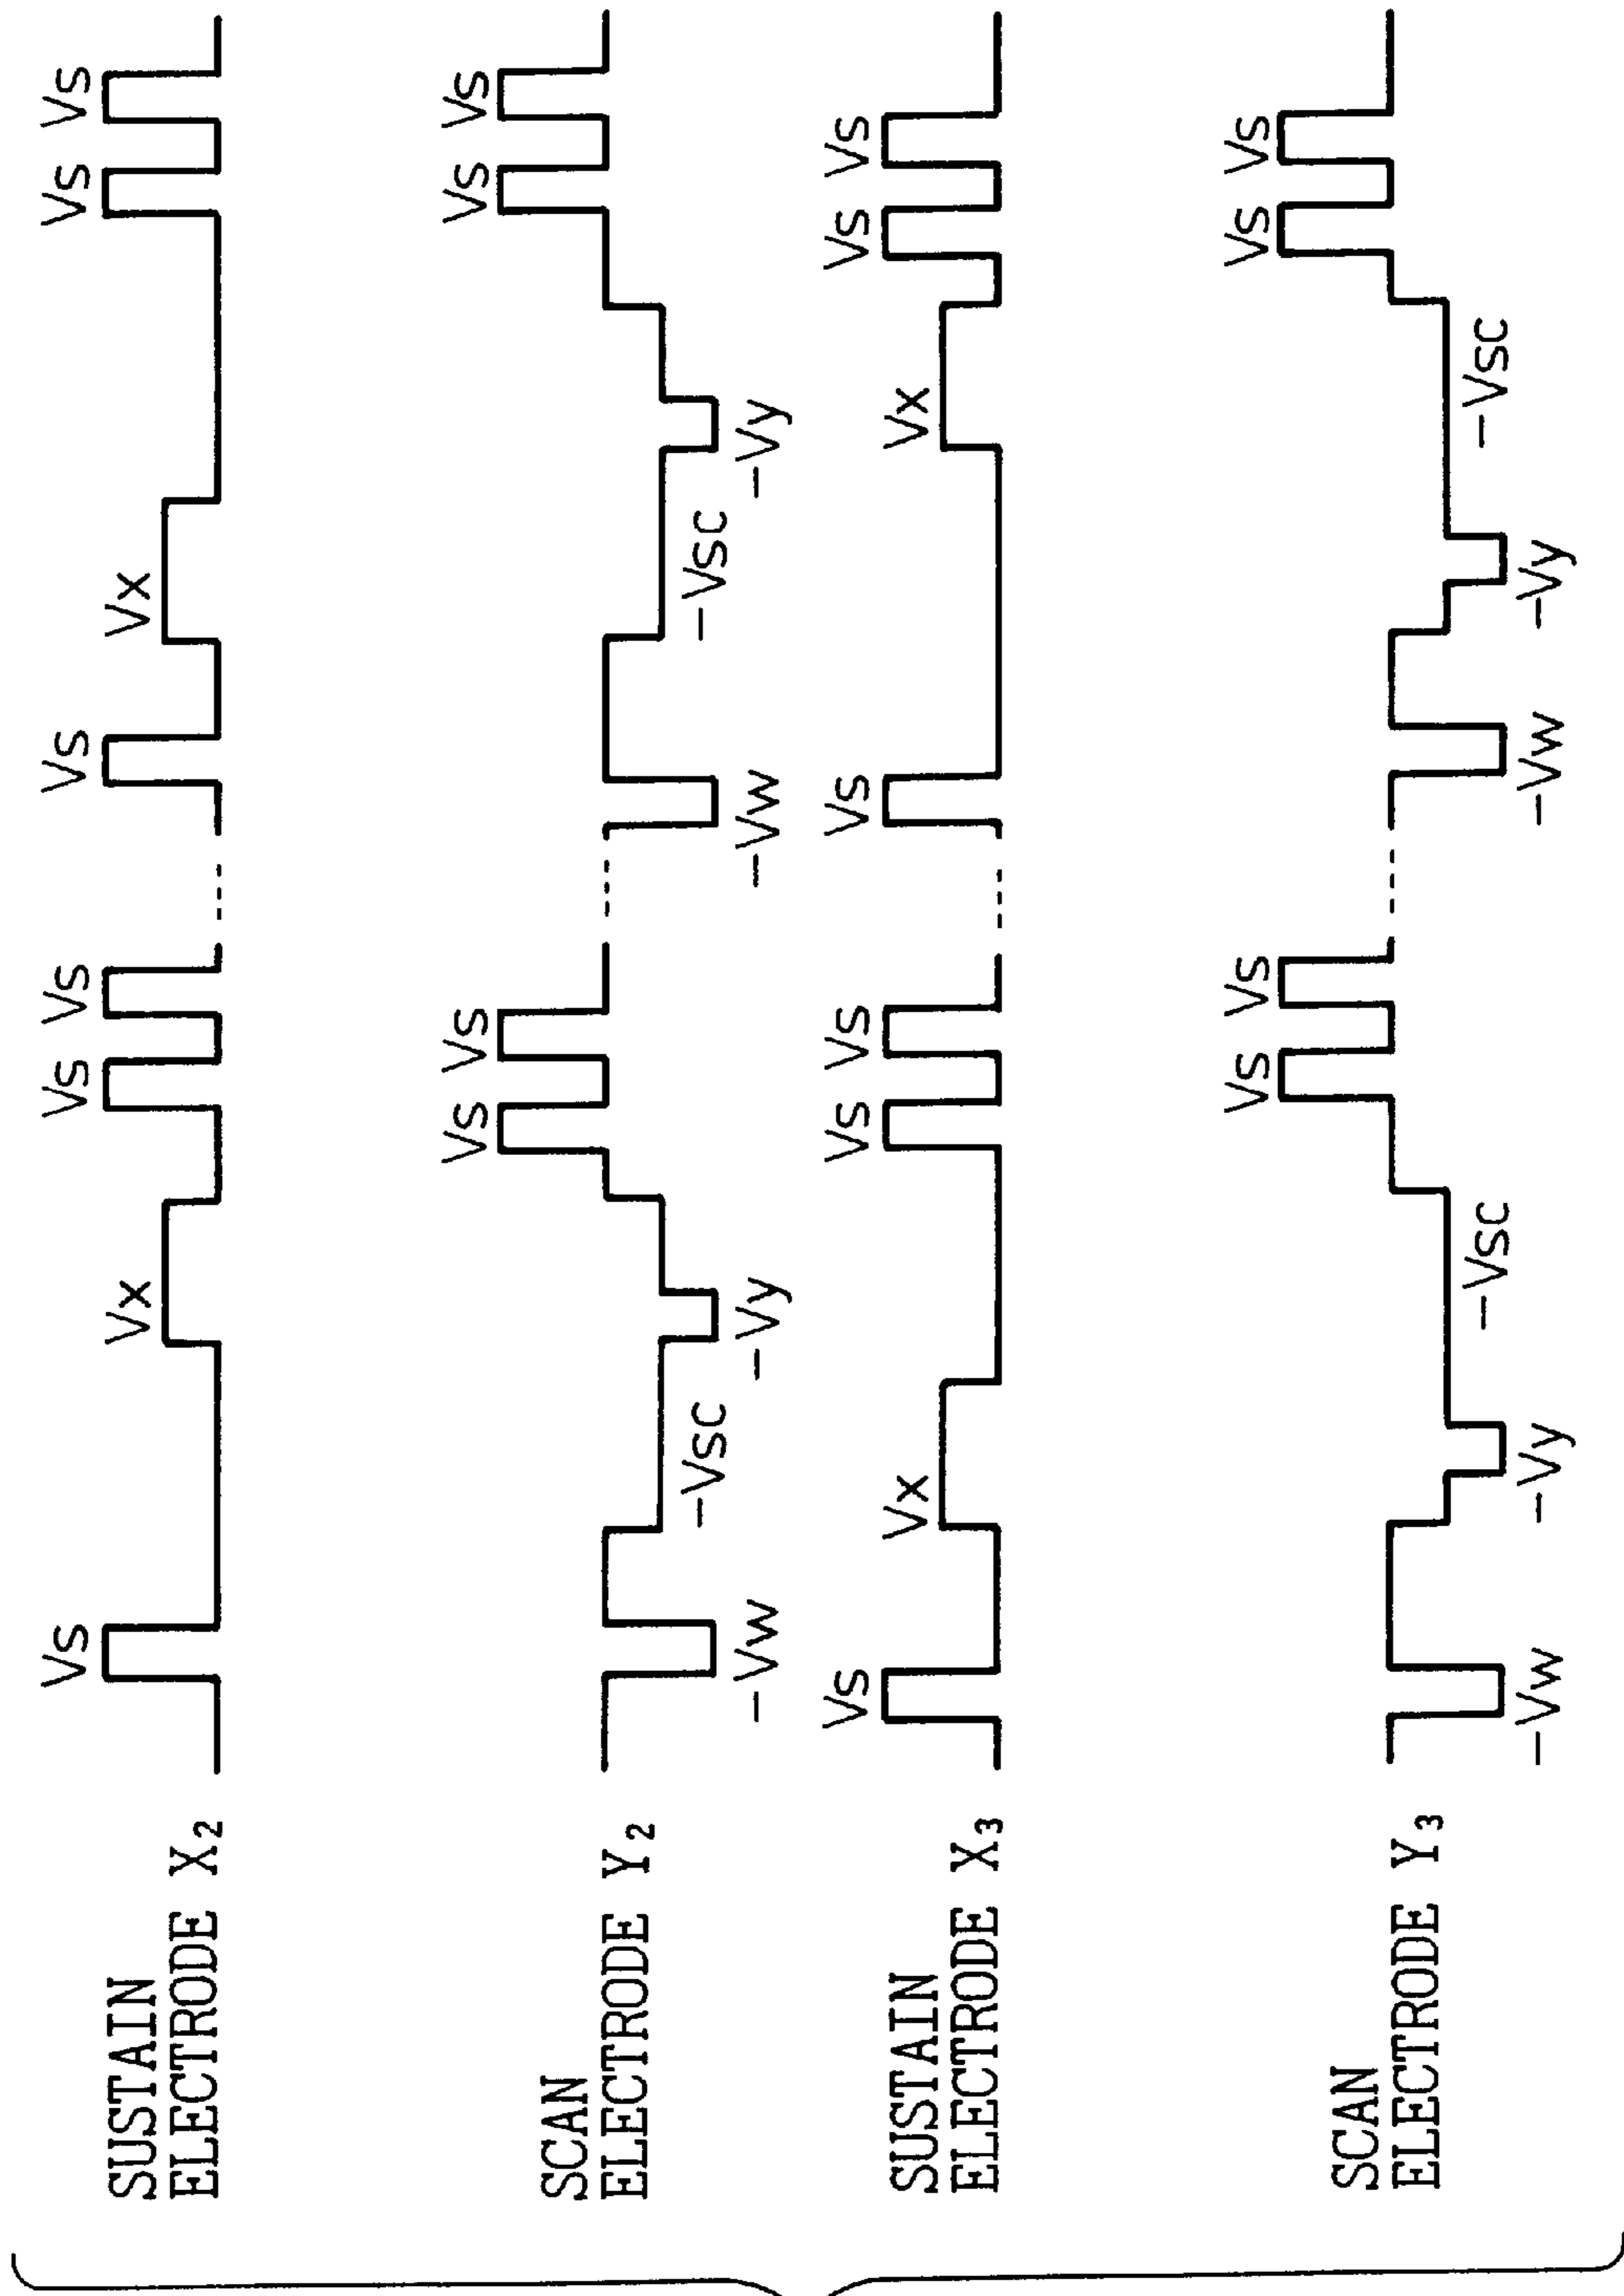 SUSTAIN
ELECTRODE X₂
Vs
Vx
Vs
Vs
Vs
Vx
Vs
Vs
SCAN
ELECTRODE Y₂
-Vw
-Vsc
-Vy
Vs
Vs
-Vw
-Vsc
-Vy
Vs
Vs
SUSTAIN
ELECTRODE X₃
Vs
Vx
Vs
Vs
Vs
Vx
Vs
Vs
SCAN
ELECTRODE Y₃
-Vw
-Vy
-Vsc
Vs
Vs
-Vw
-Vy
-Vsc
Vs
Vs